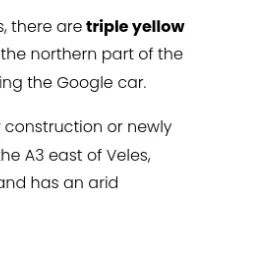 s, there are triple yellow
the northern part of the
ing the Google car.
construction or newly
the A3 east of Veles,
and has an arid